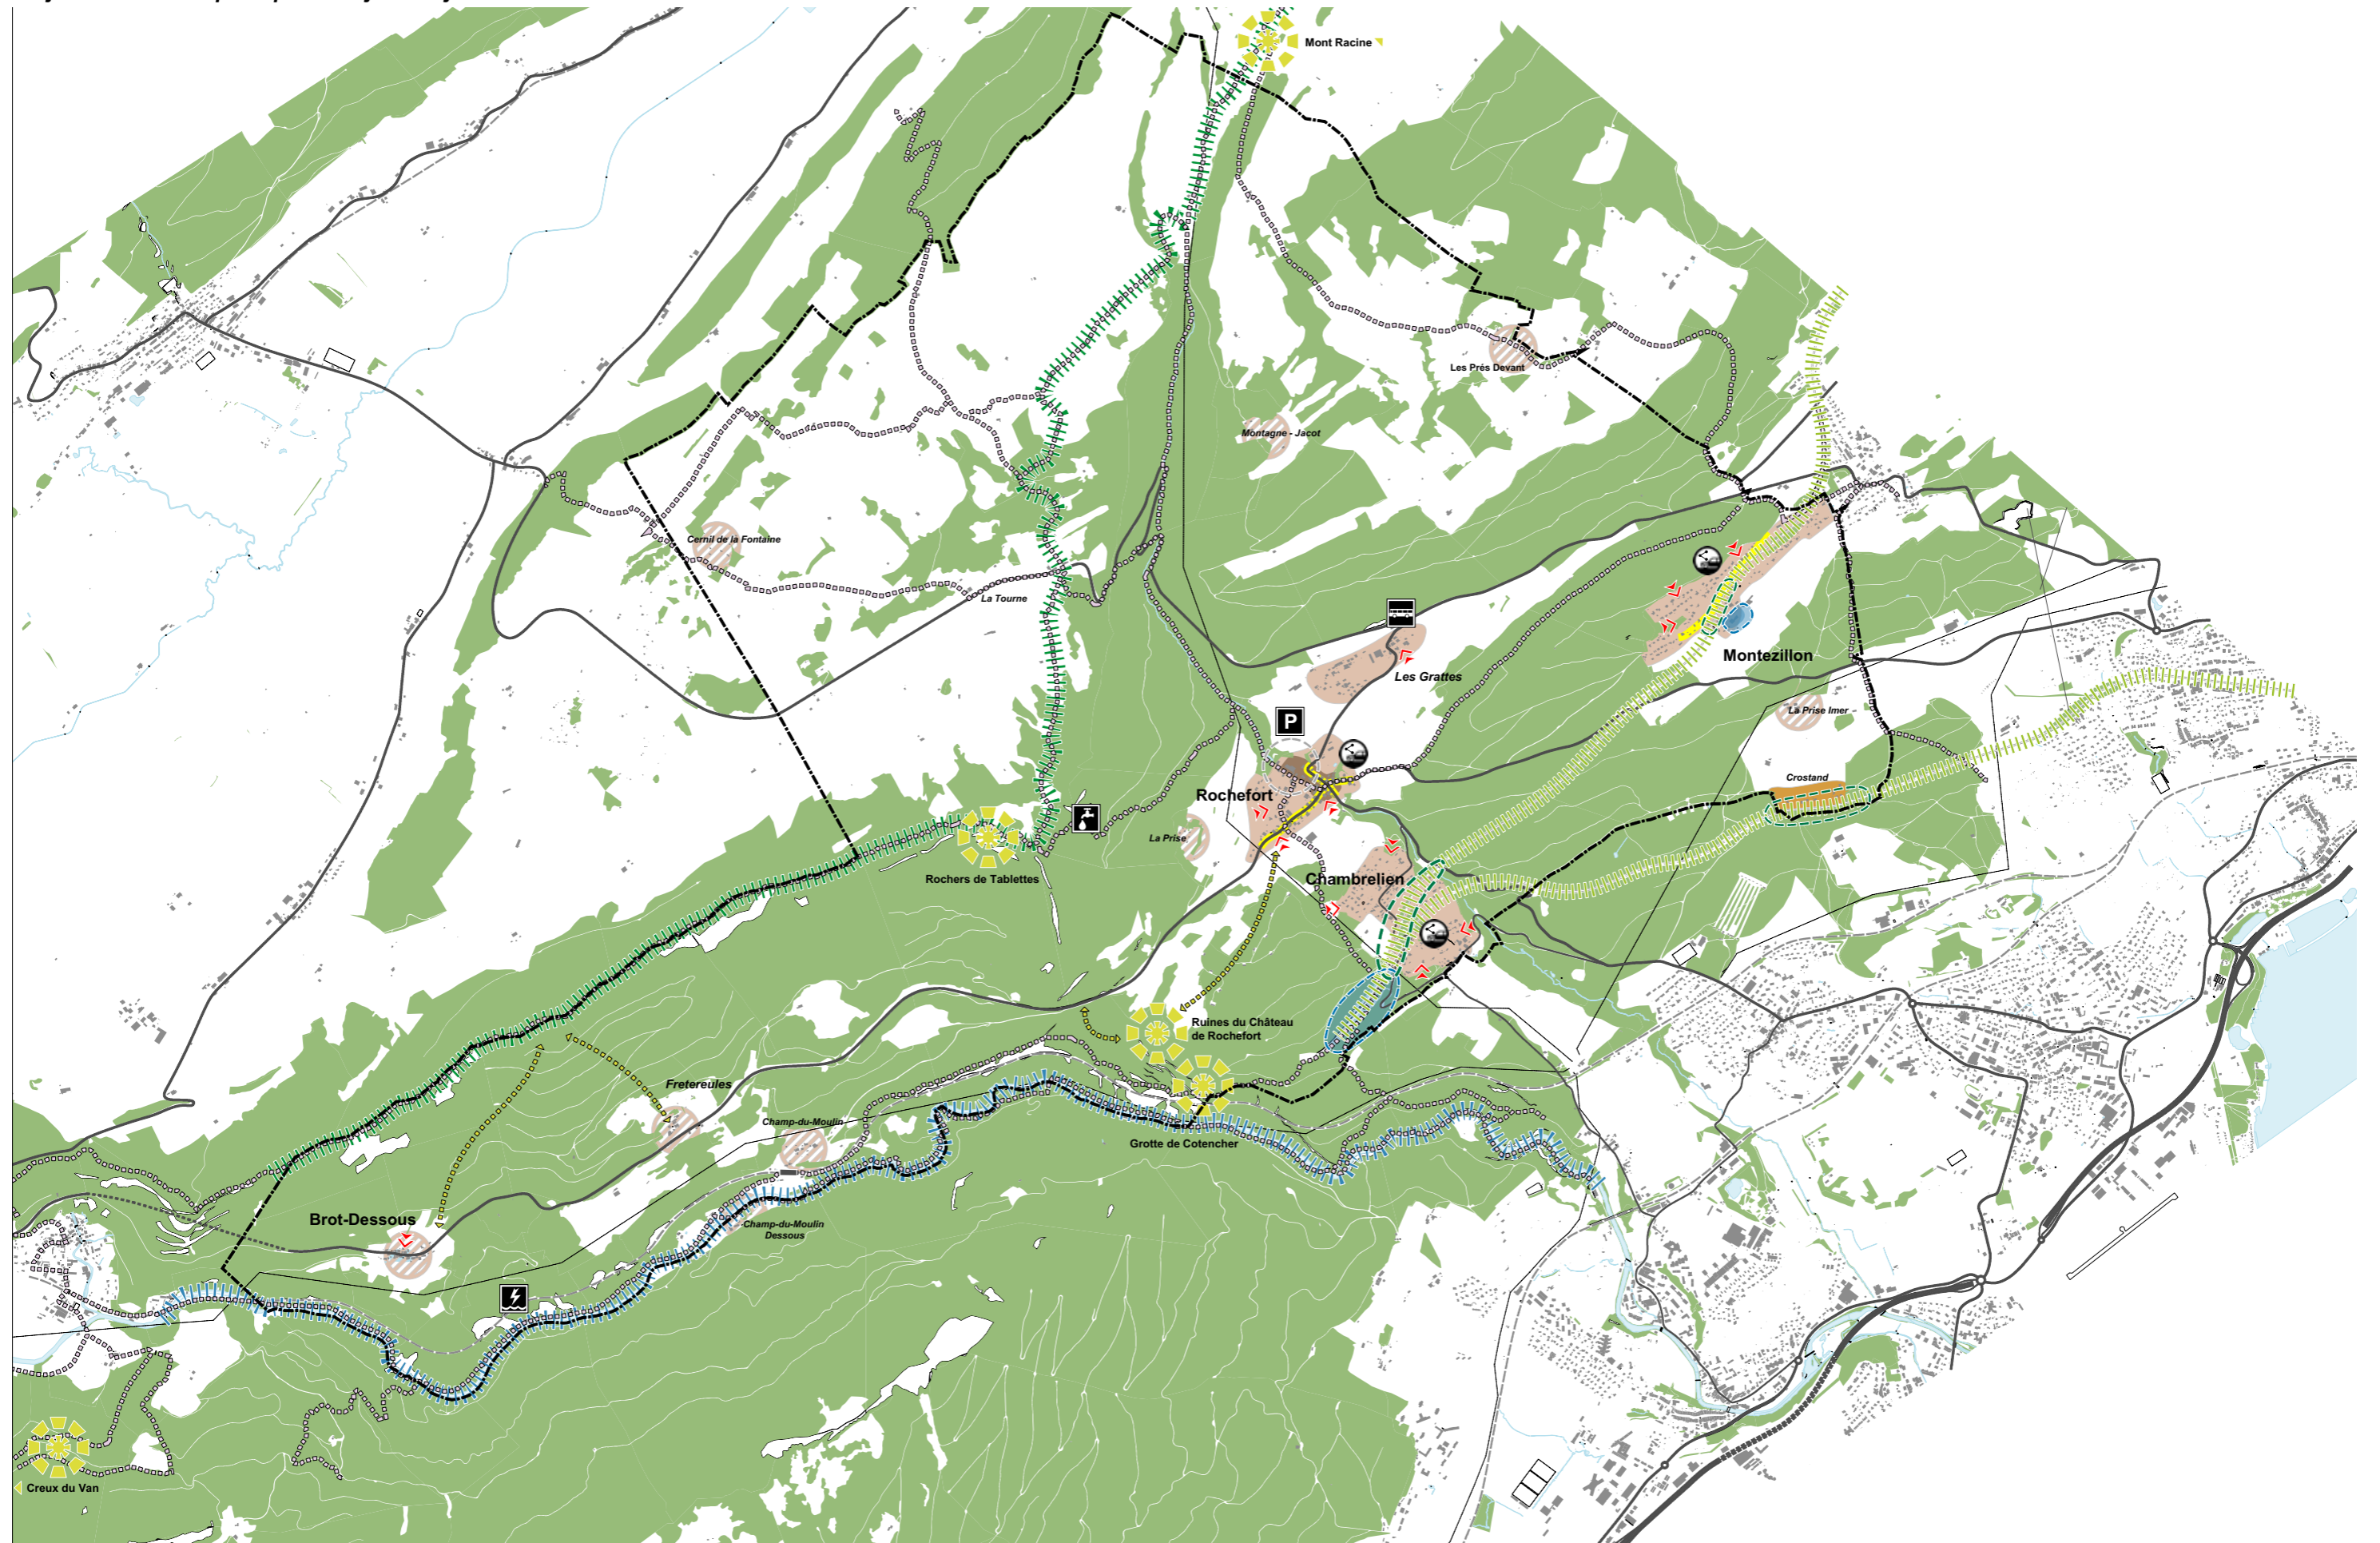 Mont Racine
Les Prés Devant
Montagne - Jacot
Cernil de la Fontaine
La Tourne
Montezillon
Les Grattes
La Prise Imer
P
Rochefort
Crostand
La Prise
Rochers de Tablettes
Chambrelien
Ruines du Château
de Rochefort
Fretereules
Champ-du-Moulin
Grotte de Cotencher
Brot-Dessous
Champ-du-Moulin
Dessous
Creux du Van